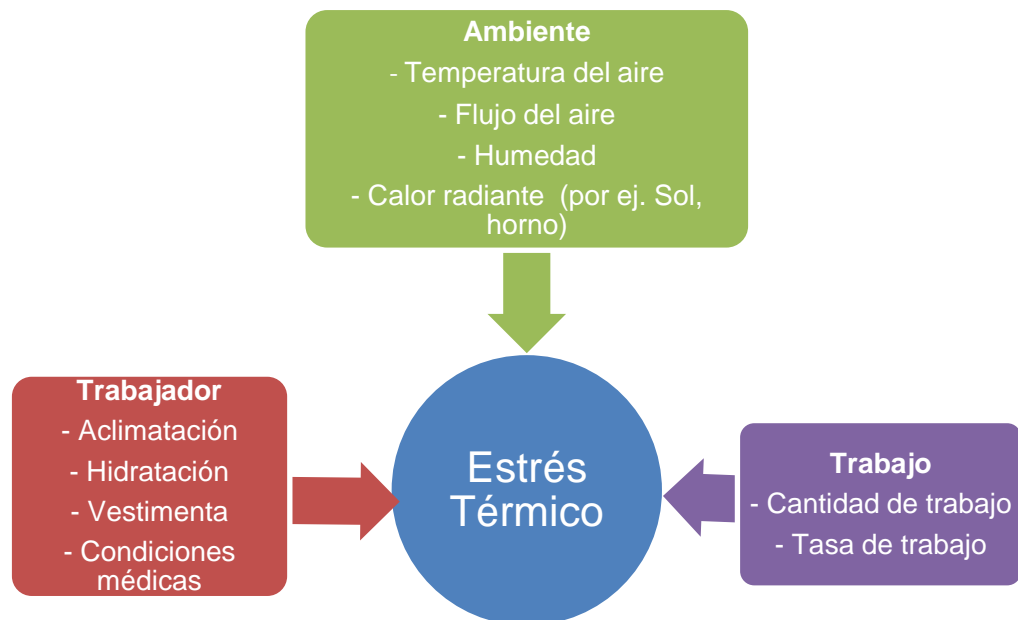 Ambiente
- Temperatura del aire
- Flujo del aire
- Humedad
- Calor radiante (por ej. Sol,
horno)
Trabajador
- Aclimatación
- Hidratación
- Vestimenta
- Condiciones
médicas
Estrés
Térmico
Trabajo
- Cantidad de trabajo
- Tasa de trabajo